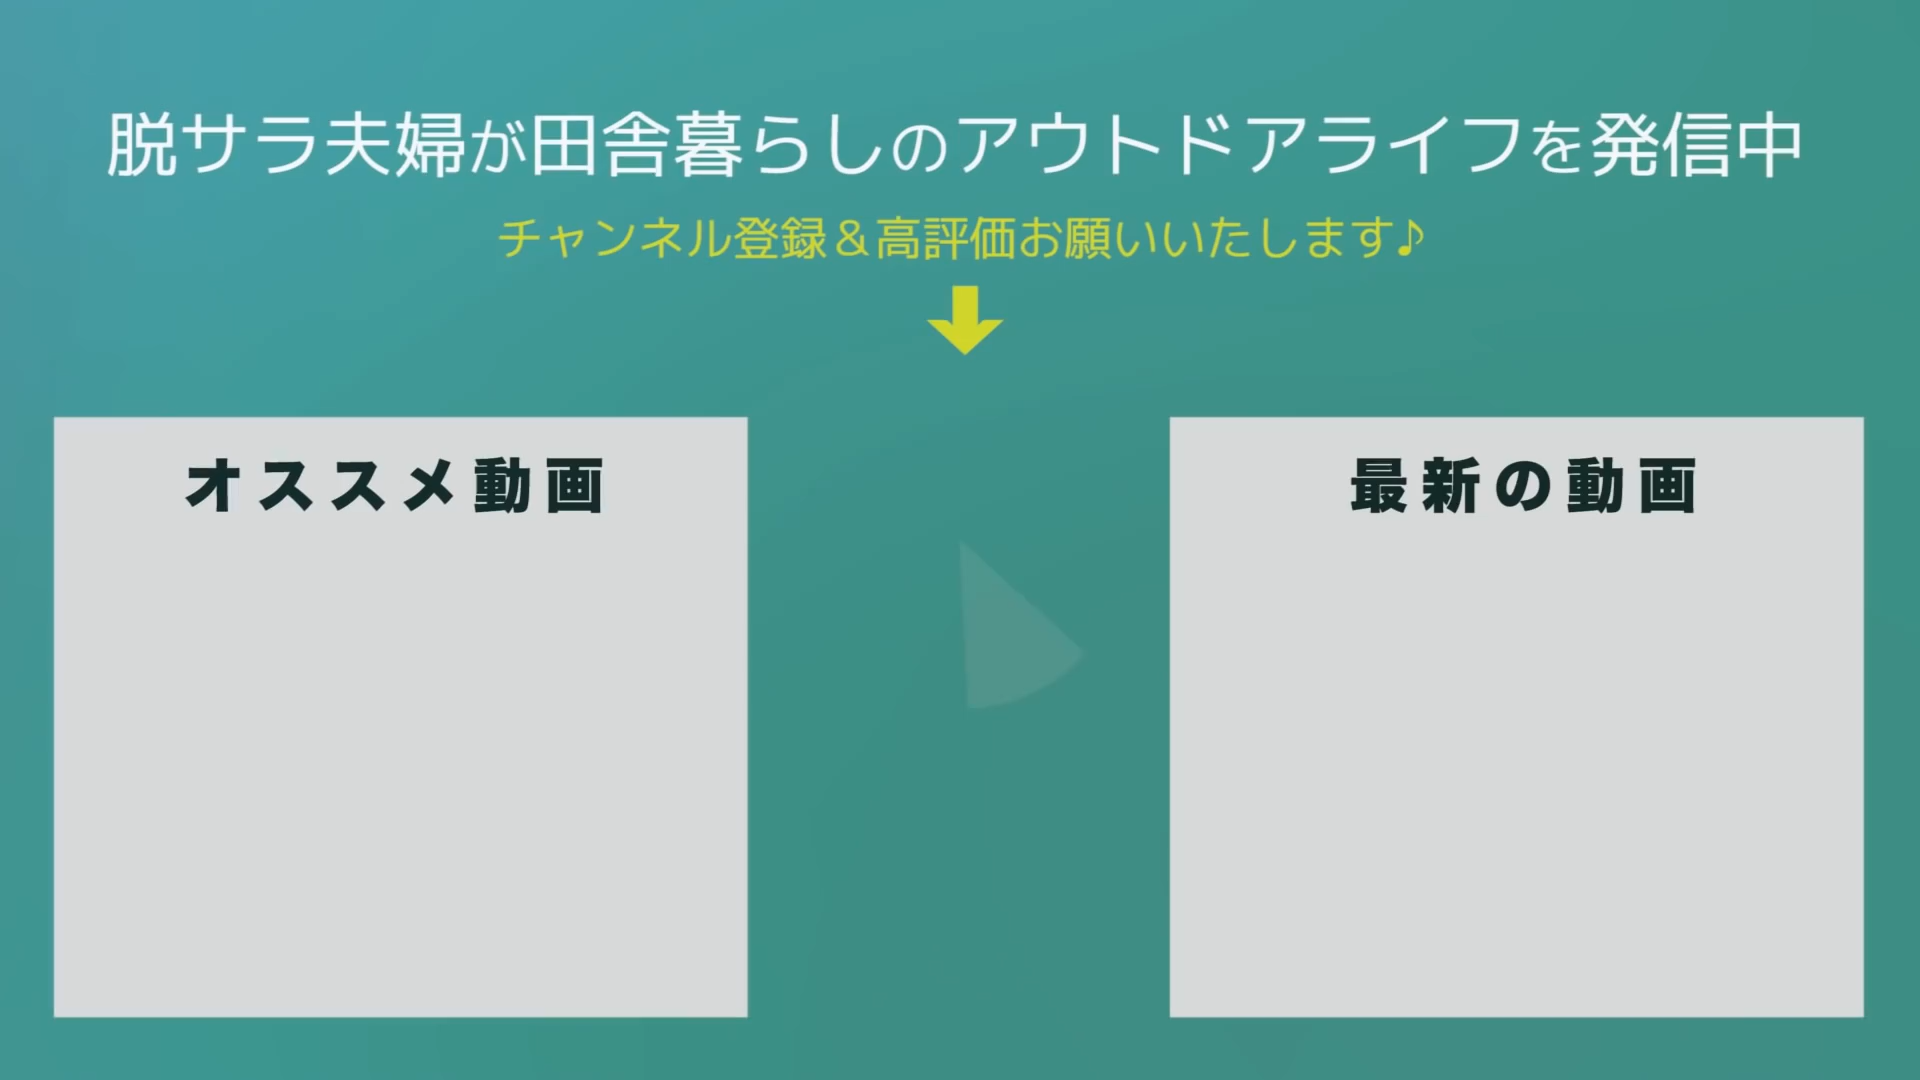 脱サラ夫婦が田舎暮らしのアウトドアライフを発信中
チャンネル登録＆高評価お願いいたします♪
オススメ動画
最新の動画